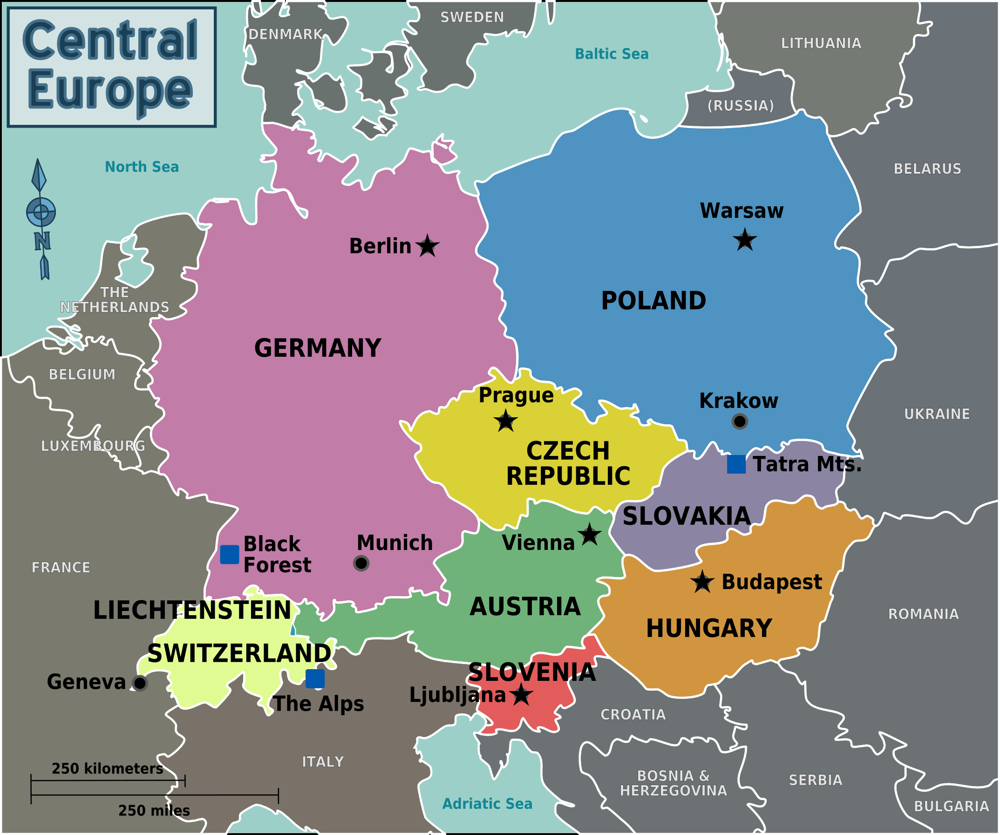 Central
Europe
DENMARK
SWEDEN
Baltic Sea
LITHUANIA
(RUSSIA)
North Sea
BELARUS
N
Warsaw
Berlin
THE
NETHERLANDS
POLAND
GERMANY
BELGIUM
Prague
Krakow
UKRAINE
LUXEMBOURG
CZECH
REPUBLIC
Tatra Mts.
SLOVAKIA
Black
Forest
Munich
Vienna
FRANCE
Budapest
LIECHTENSTEIN
AUSTRIA
ROMANIA
HUNGARY
SWITZERLAND
SLOVENIA
Geneva
Ljubljana
The Alps
CROATIA
ITALY
250 kilometers
BOSNIA &
HERZEGOVINA
SERBIA
Adriatic Sea
250 miles
BULGARIA